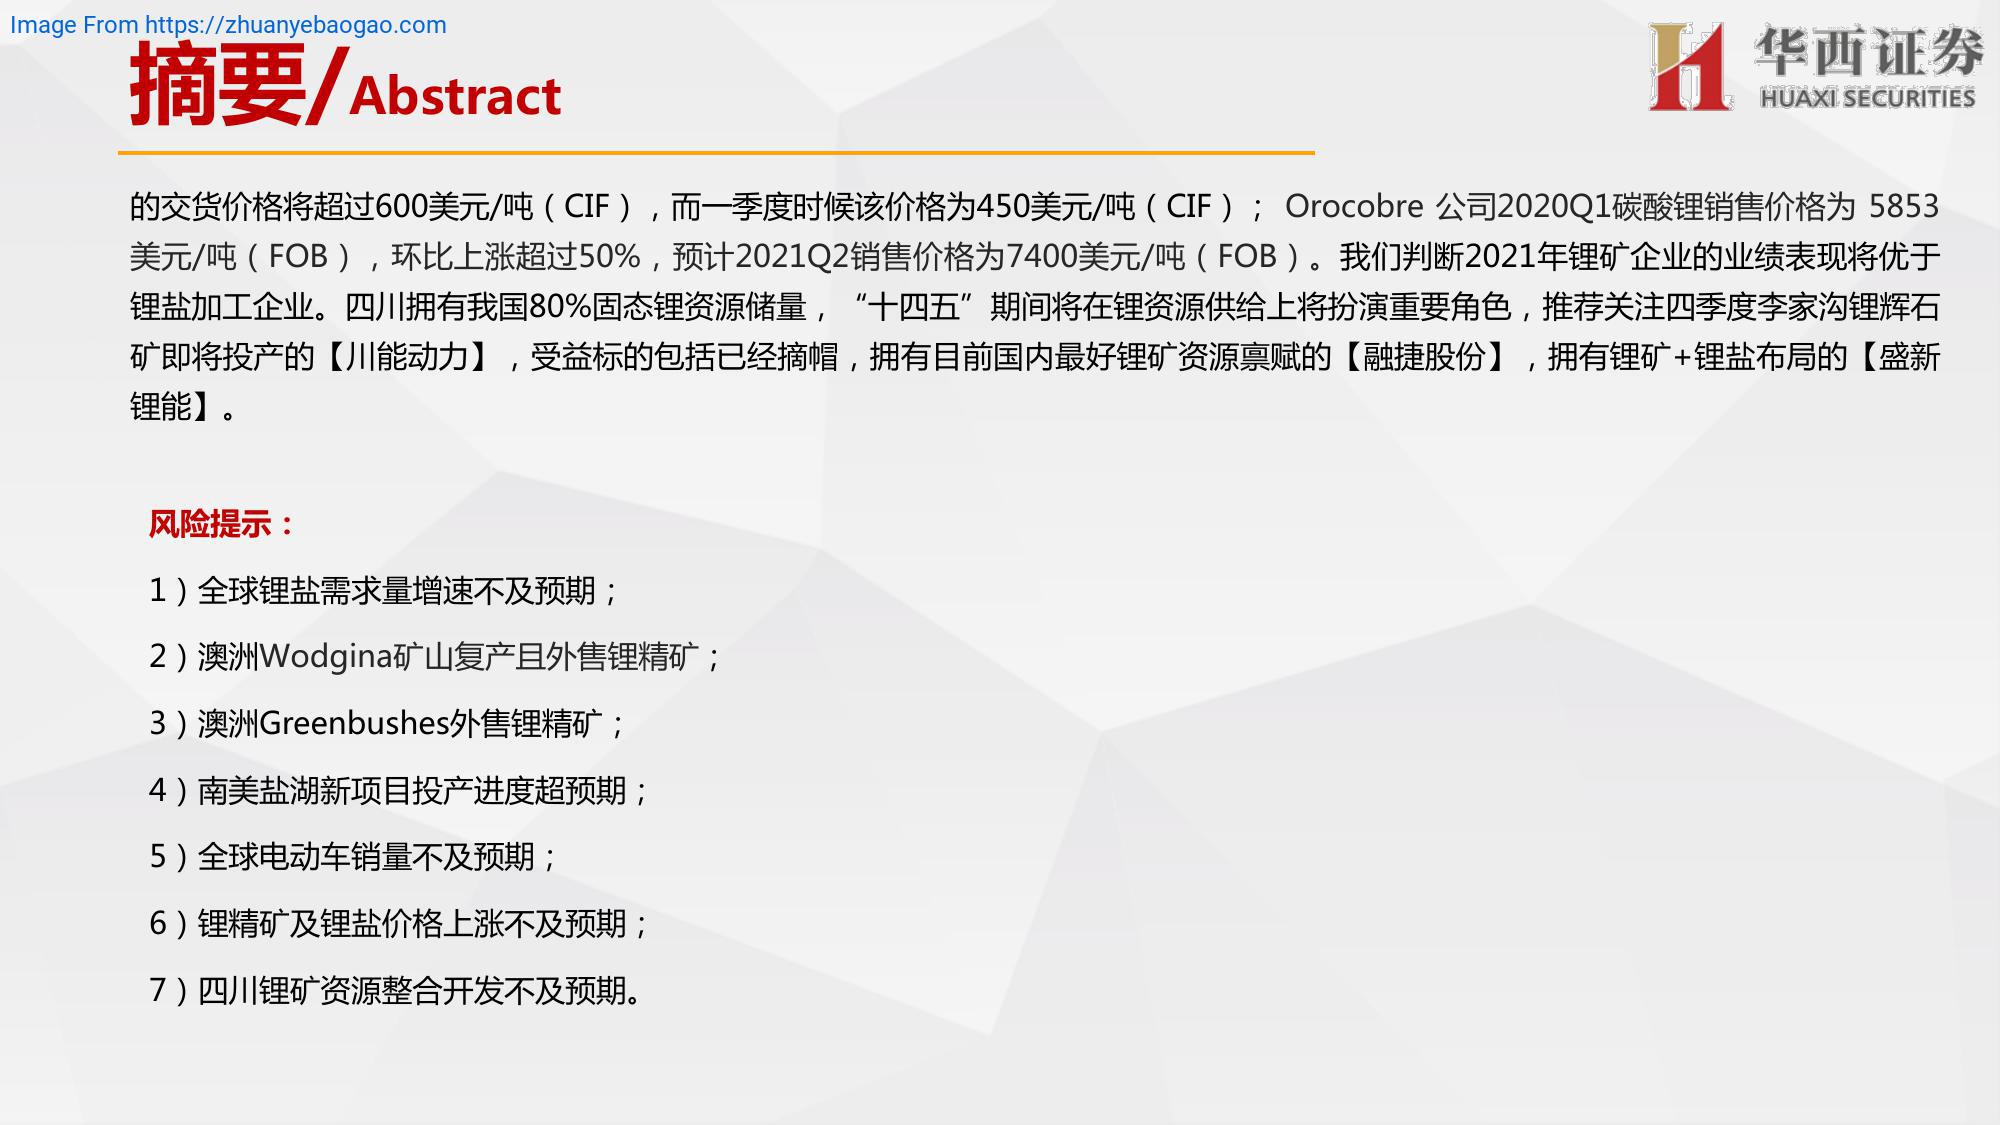 Image From https://zhuanyebaogao.com
摘要/Abstract
华西证券
HUAXI SECURITIES
的交货价格将超过600美元/吨（CIF），而一季度时候该价格为450美元/吨（CIF）； Orocobre 公司2020Q1碳酸锂销售价格为 5853
美元/吨（FOB），环比上涨超过50%，预计2021Q2销售价格为7400美元/吨（FOB）。我们判断2021年锂矿企业的业绩表现将优于
锂盐加工企业。四川拥有我国80%固态锂资源储量，“十四五”期间将在锂资源供给上将扮演重要角色，推荐关注四季度李家沟锂辉石
矿即将投产的【川能动力】，受益标的包括已经摘帽，拥有目前国内最好锂矿资源禀赋的【融捷股份】，拥有锂矿+锂盐布局的【盛新
锂能】。
风险提示：
1）全球锂盐需求量增速不及预期；
2）澳洲Wodgina矿山复产且外售锂精矿；
3）澳洲Greenbushes外售锂精矿；
4）南美盐湖新项目投产进度超预期；
5）全球电动车销量不及预期；
6）锂精矿及锂盐价格上涨不及预期；
7）四川锂矿资源整合开发不及预期。